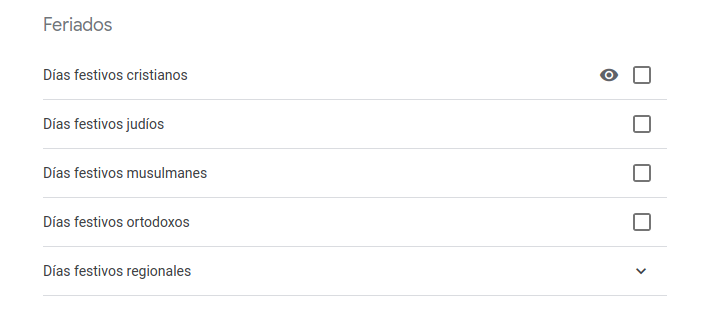 Feriados
Días festivos cristianos
Días festivos judíos
Días festivos musulmanes
Días festivos ortodoxos
Días festivos regionales